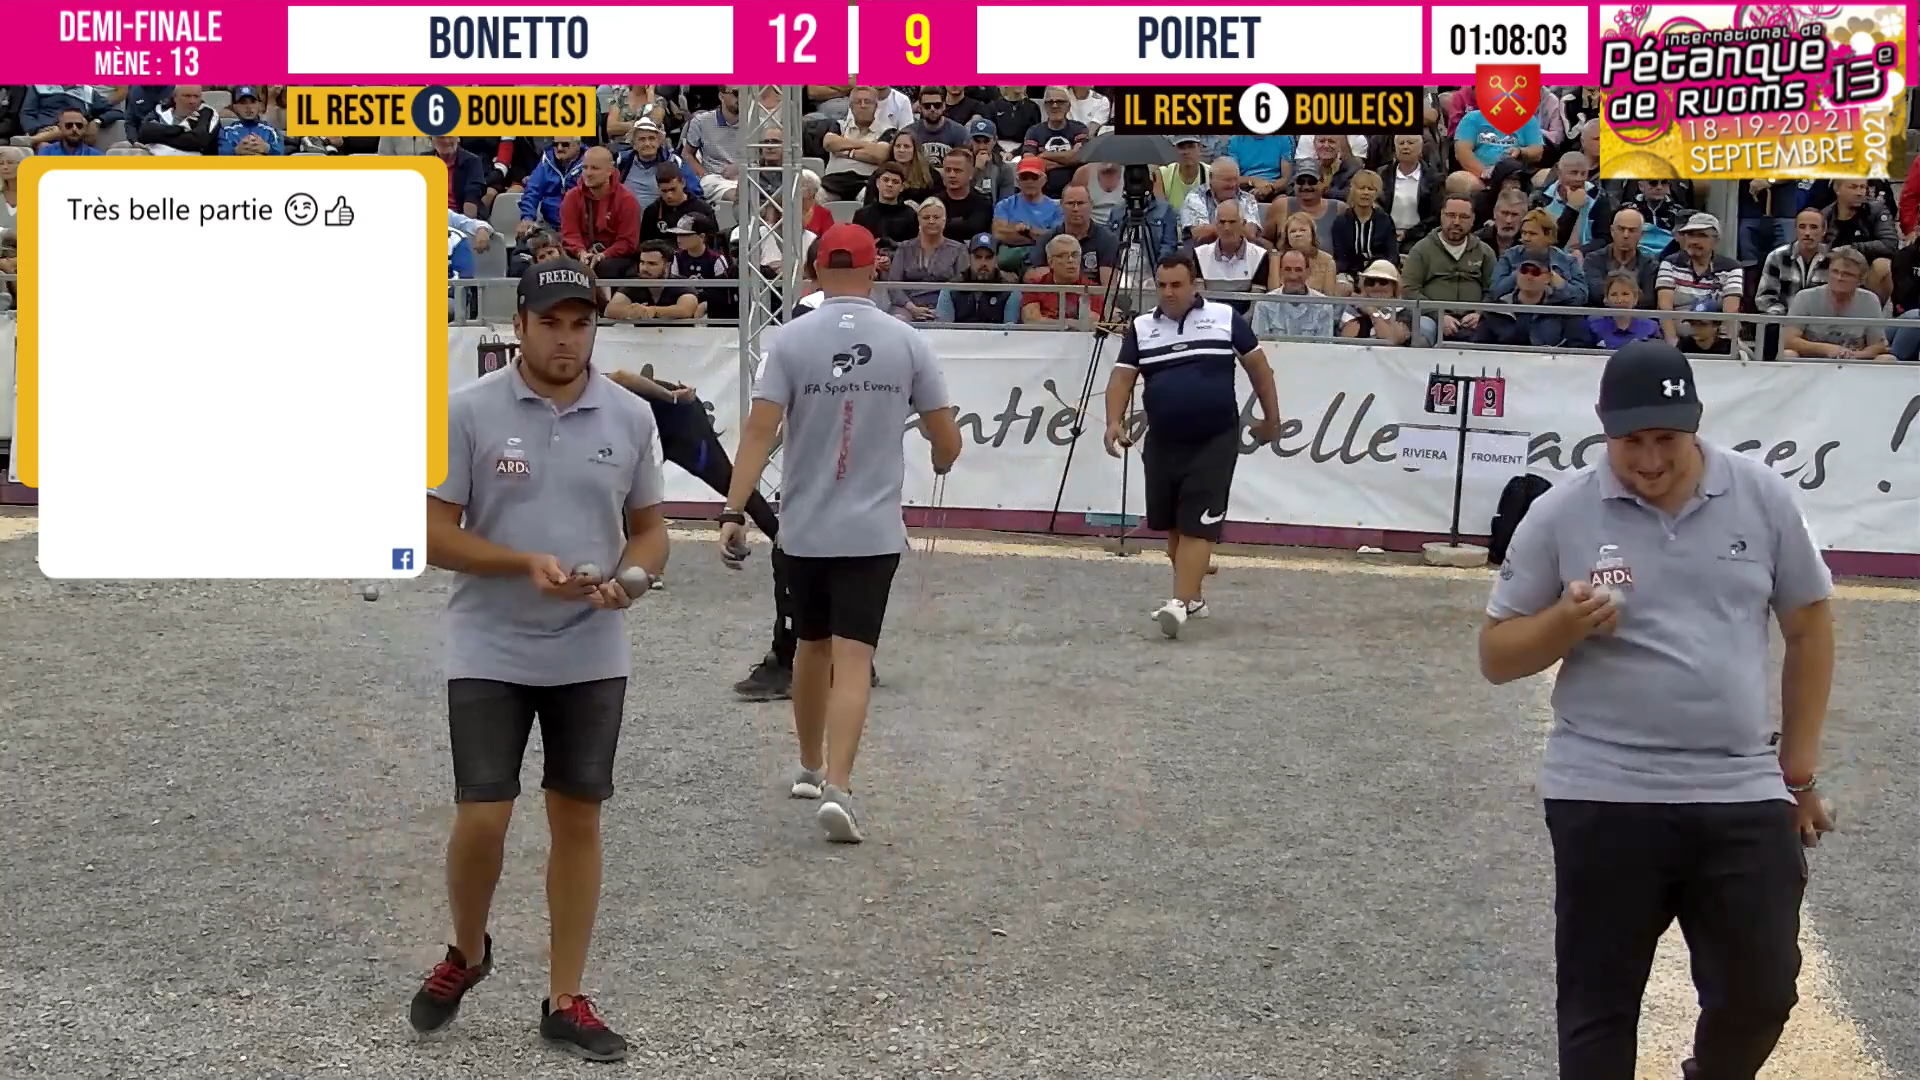 DEMI-FINALE
MÈNE : 13
BONETTO
12
9
POIRET
01:08:03
international de
Pétanque
de RUOMS 13e
18-19-20-21
SEPTEMBRE
2021
IL RESTE 6 BOULE(S)
IL RESTE 6 BOULE(S)
Très belle partie 😉👍
FREEDOM
JFA Sports Events
12 9
RIVIERA
FROMENT
belle
!
ARD
ARD